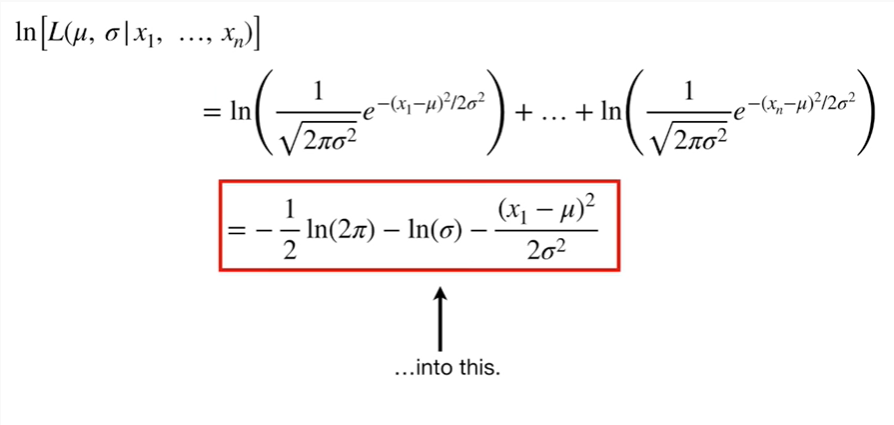 ln[L(μ, σ|x₁, …, xₙ)]
= ln(1/√(2πσ²) e^(−(x₁−μ)²/2σ²)) + … + ln(1/√(2πσ²) e^(−(xₙ−μ)²/2σ²))
= −1/2 ln(2π) − ln(σ) − (x₁ − μ)²/2σ²
…into this.